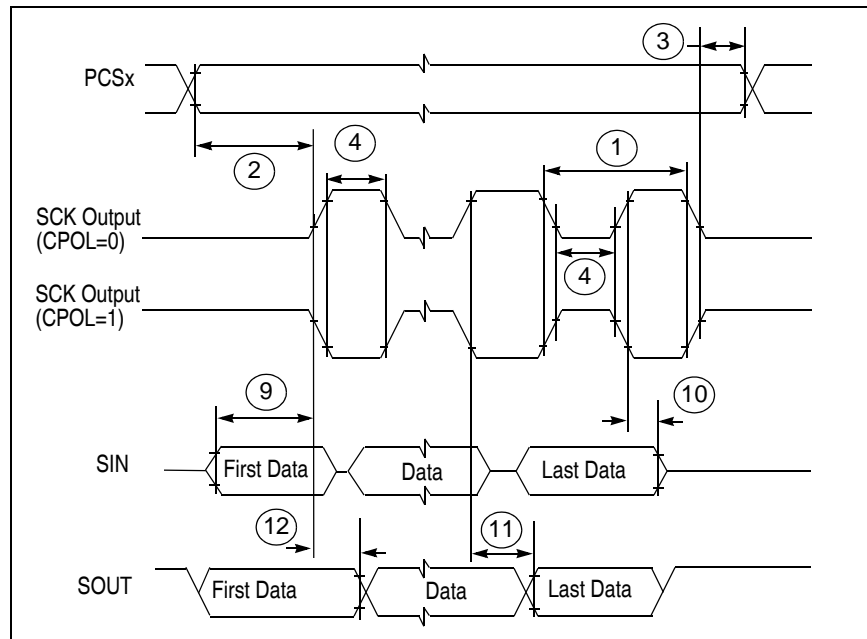 3
PCSx
2
4
1
SCK Output
(CPOL=0)
4
SCK Output
(CPOL=1)
9
10
SIN
First Data
Data
Last Data
12
11
SOUT
First Data
Data
Last Data